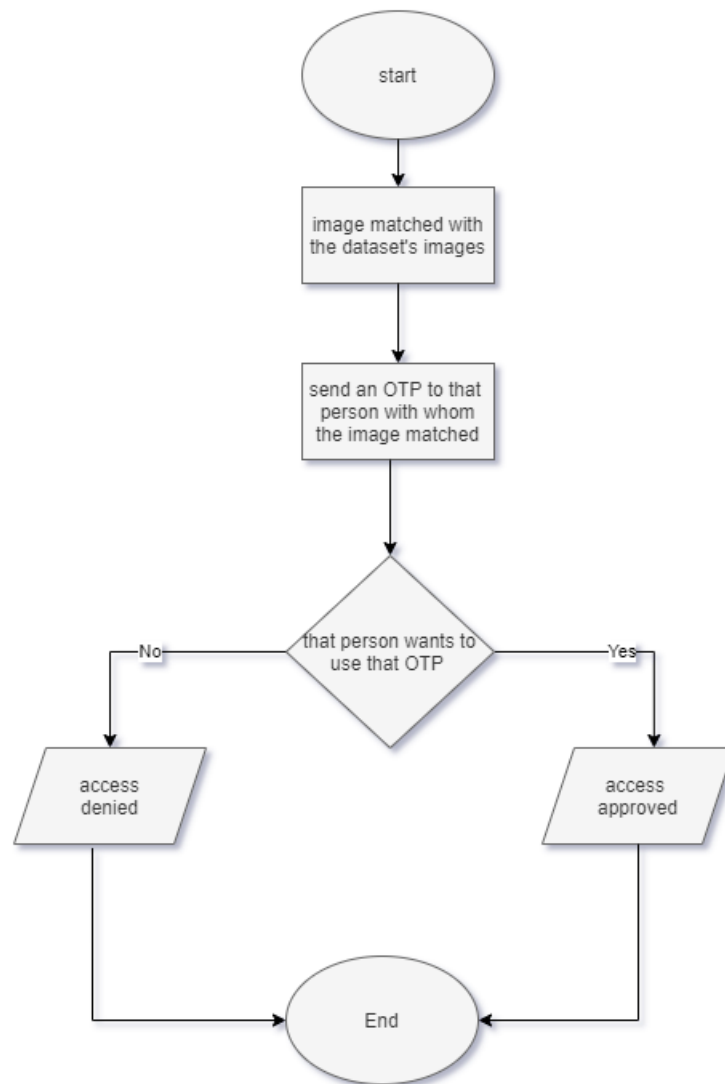 start
image matched with
the dataset's images
send an OTP to that
person with whom
the image matched
that person wants to
use that OTP
No
Yes
access
denied
access
approved
End